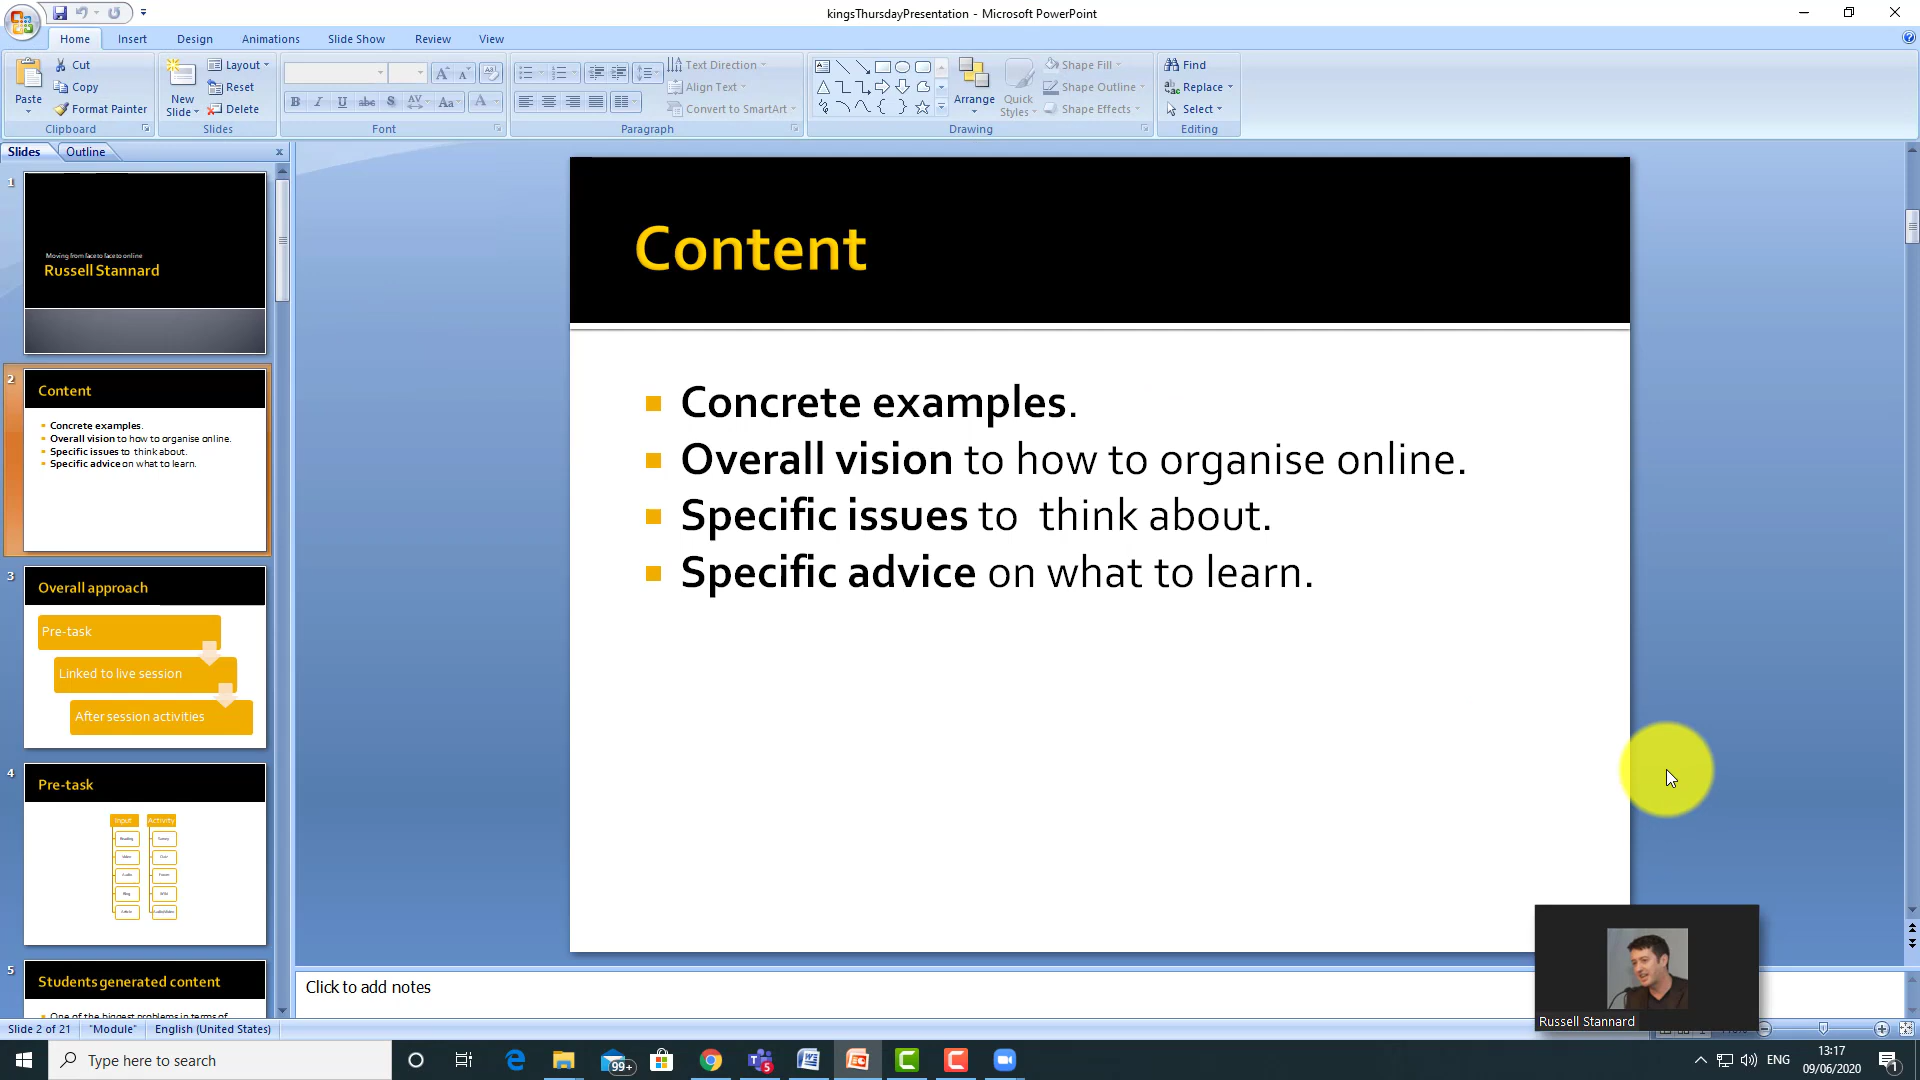 kingsThursdayPresentation - Microsoft PowerPoint
Home Insert Design Animations Slide Show Review View
Paste
Cut
Copy
Format Painter
Clipboard
New Slide
Layout
Reset
Delete
Slides
Font
Text Direction
Align Text
Convert to SmartArt
Paragraph
Arrange
Quick Styles
Shape Fill
Shape Outline
Shape Effects
Drawing
Find
Replace
Select
Editing
Slides Outline
1
Moving from face to face to online
Russell Stannard
2
Content
Concrete examples.
Overall vision to how to organise online.
Specific issues to think about.
Specific advice on what to learn.
3
Overall approach
Pre-task
Linked to live session
After session activities
4
Pre-task
Input Activity
5
Students generated content
One of the biggest problems in terms of
Content
Concrete examples.
Overall vision to how to organise online.
Specific issues to think about.
Specific advice on what to learn.
Click to add notes
Russell Stannard
Slide 2 of 21 "Module" English (United States)
Type here to search
99+
5
ENG
13:17
09/06/2020
1